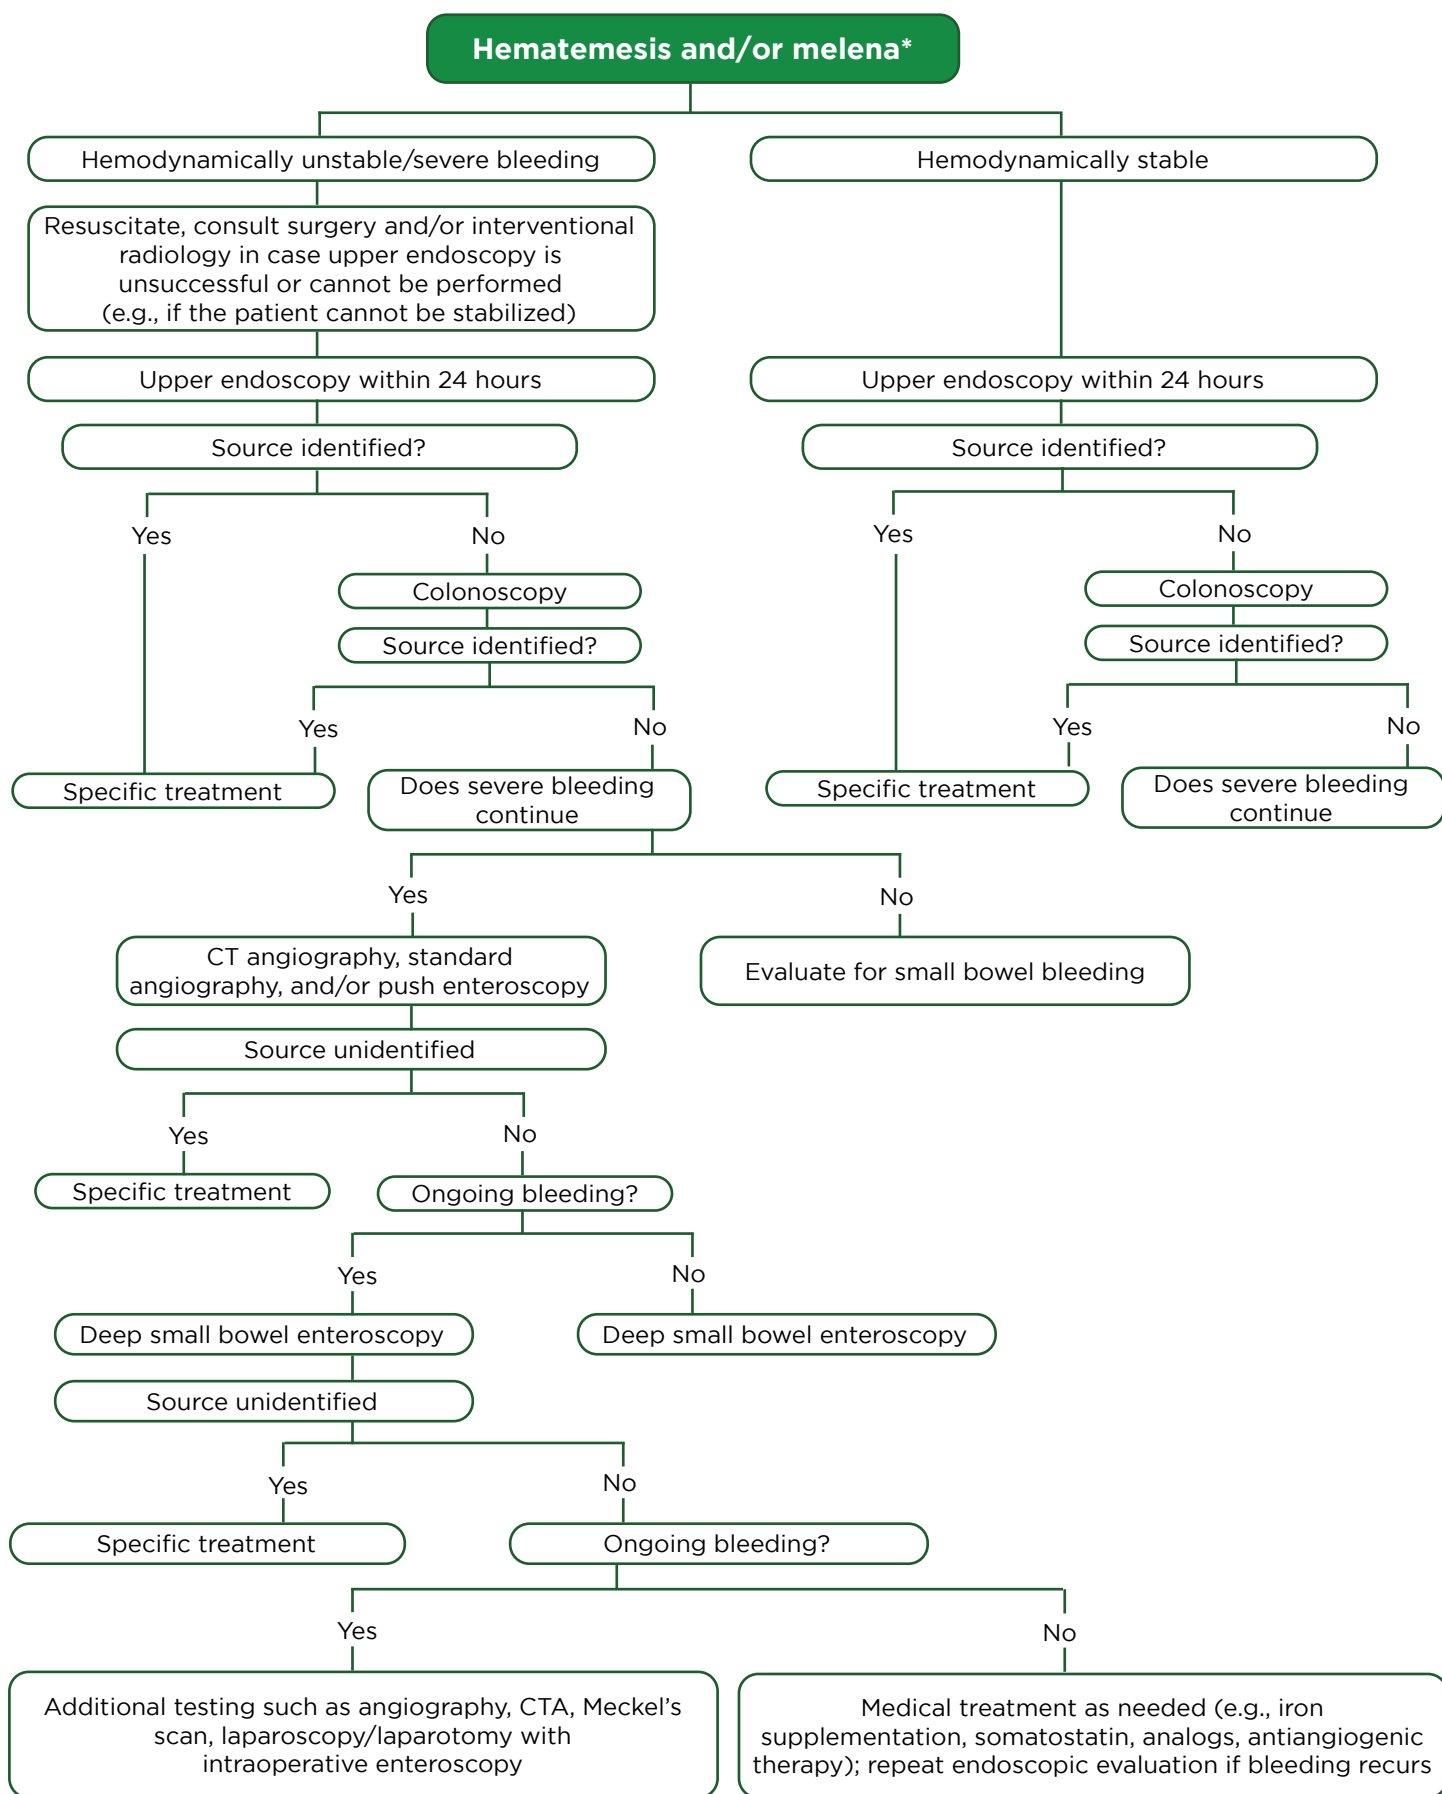 Hematemesis and/or melena*
Hemodynamically unstable/severe bleeding
Hemodynamically stable
Resuscitate, consult surgery and/or interventional
radiology in case upper endoscopy is
unsuccessful or cannot be performed
(e.g., if the patient cannot be stabilized)
Upper endoscopy within 24 hours
Upper endoscopy within 24 hours
Source identified?
Source identified?
Yes
No
Yes
No
Colonoscopy
Colonoscopy
Source identified?
Source identified?
Yes
No
Yes
No
Specific treatment
Does severe bleeding
continue
Specific treatment
Does severe bleeding
continue
Yes
No
CT angiography, standard
angiography, and/or push enteroscopy
Evaluate for small bowel bleeding
Source unidentified
Yes
No
Specific treatment
Ongoing bleeding?
Yes
No
Deep small bowel enteroscopy
Deep small bowel enteroscopy
Source unidentified
Yes
No
Specific treatment
Ongoing bleeding?
Yes
No
Additional testing such as angiography, CTA, Meckel's
scan, laparoscopy/laparotomy with
intraoperative enteroscopy
Medical treatment as needed (e.g., iron
supplementation, somatostatin, analogs, antiangiogenic
therapy); repeat endoscopic evaluation if bleeding recurs